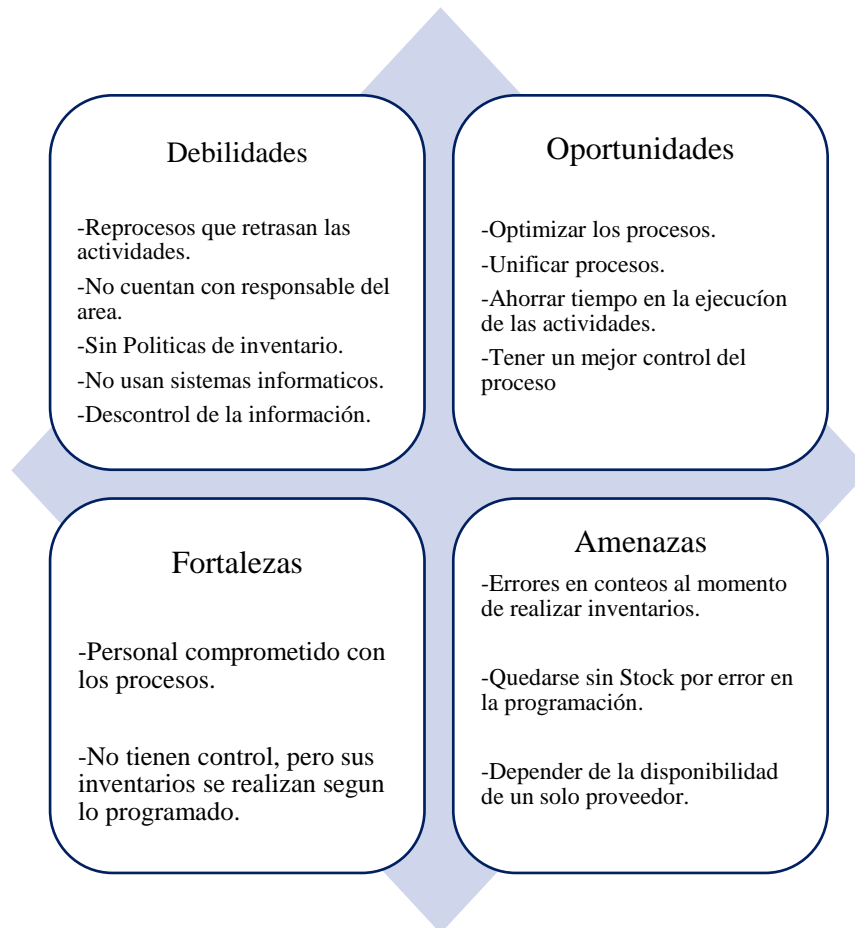 Debilidades
-Reprocesos que retrasan las
actividades.
-No cuentan con responsable del
area.
-Sin Politicas de inventario.
-No usan sistemas informaticos.
-Descontrol de la información.
Oportunidades
-Optimizar los procesos.
-Unificar procesos.
-Ahorrar tiempo en la ejecucíon
de las actividades.
-Tener un mejor control del
proceso
Fortalezas
-Personal comprometido con
los procesos.
-No tienen control, pero sus
inventarios se realizan segun
lo programado.
Amenazas
-Errores en conteos al momento
de realizar inventarios.
-Quedarse sin Stock por error en
la programación.
-Depender de la disponibilidad
de un solo proveedor.